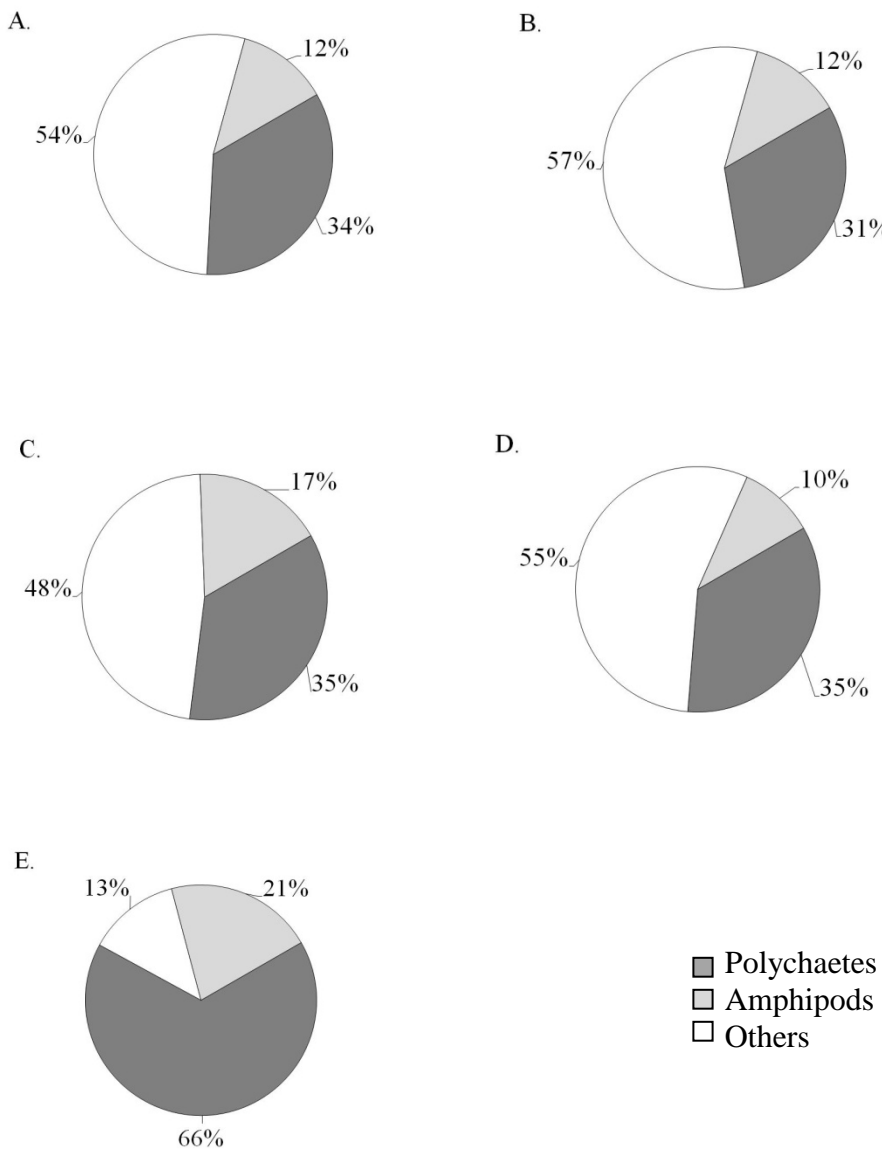 A.
12%
54%
34%
B.
12%
57%
31%
C.
17%
48%
35%
D.
10%
55%
35%
E.
13%
21%
66%
Polychaetes
Amphipods
Others